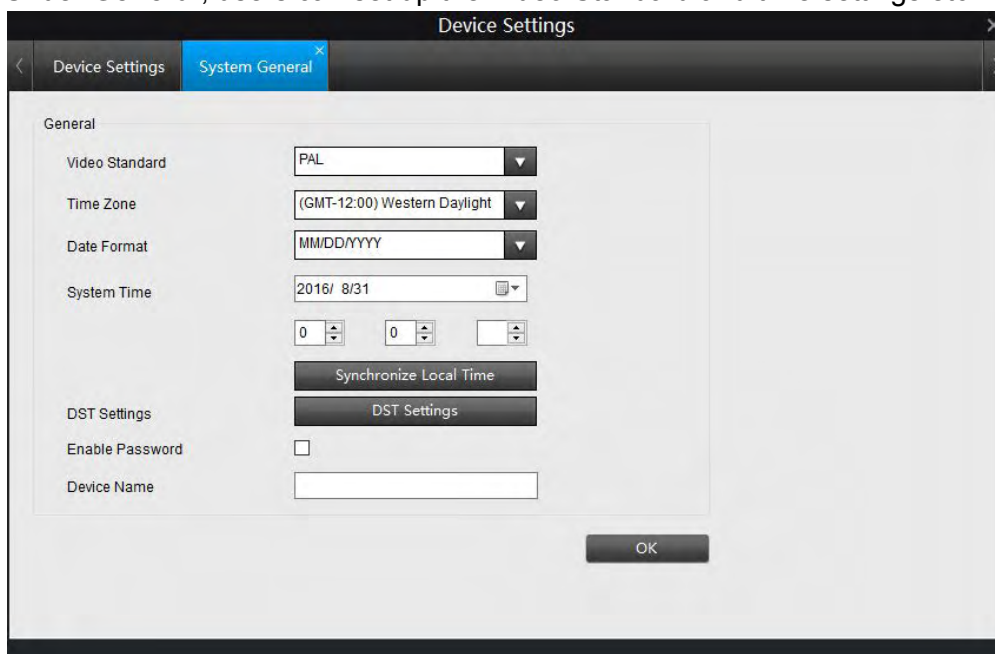 Device Settings
Device Settings System General
General
Video Standard PAL
Time Zone (GMT-12:00) Western Daylight
Date Format MM/DD/YYYY
System Time 2016/ 8/31
0 0
Synchronize Local Time
DST Settings DST Settings
Enable Password
Device Name
OK